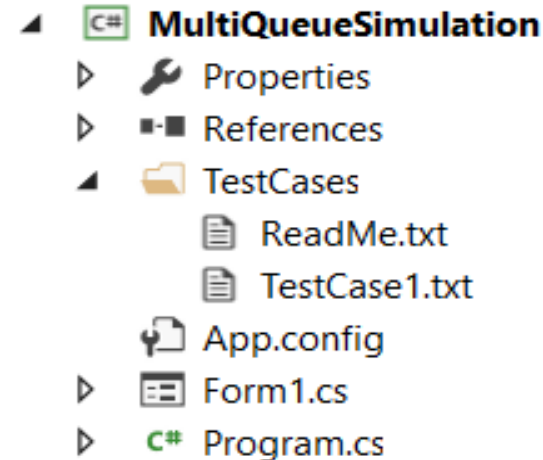 C# MultiQueueSimulation
Properties
References
TestCases
ReadMe.txt
TestCase1.txt
App.config
Form1.cs
C# Program.cs